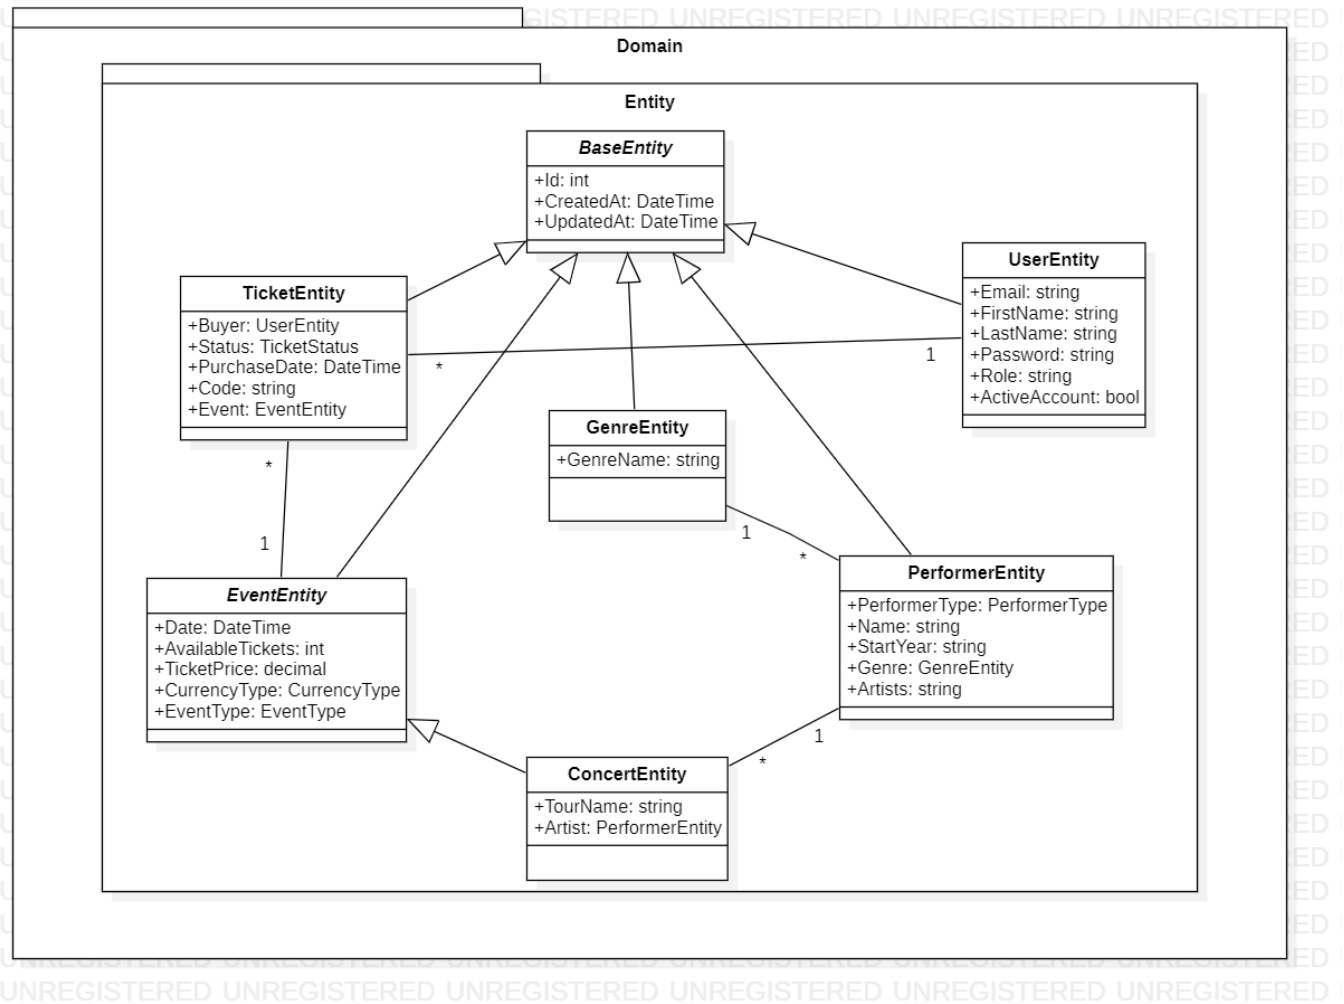 Domain
Entity
BaseEntity
+Id: int
+CreatedAt: DateTime
+UpdatedAt: DateTime
UserEntity
+Email: string
+FirstName: string
+LastName: string
+Password: string
+Role: string
+ActiveAccount: bool
TicketEntity
+Buyer: UserEntity
+Status: TicketStatus
+PurchaseDate: DateTime
+Code: string
+Event: EventEntity
*
1
GenreEntity
+GenreName: string
*
1
1
*
EventEntity
+Date: DateTime
+AvailableTickets: int
+TicketPrice: decimal
+CurrencyType: CurrencyType
+EventType: EventType
PerformerEntity
+PerformerType: PerformerType
+Name: string
+StartYear: string
+Genre: GenreEntity
+Artists: string
1
*
ConcertEntity
+TourName: string
+Artist: PerformerEntity
UNREGISTERED UNREGISTERED UNREGISTERED UNREGISTERED UNREGISTERED UNREGISTERED